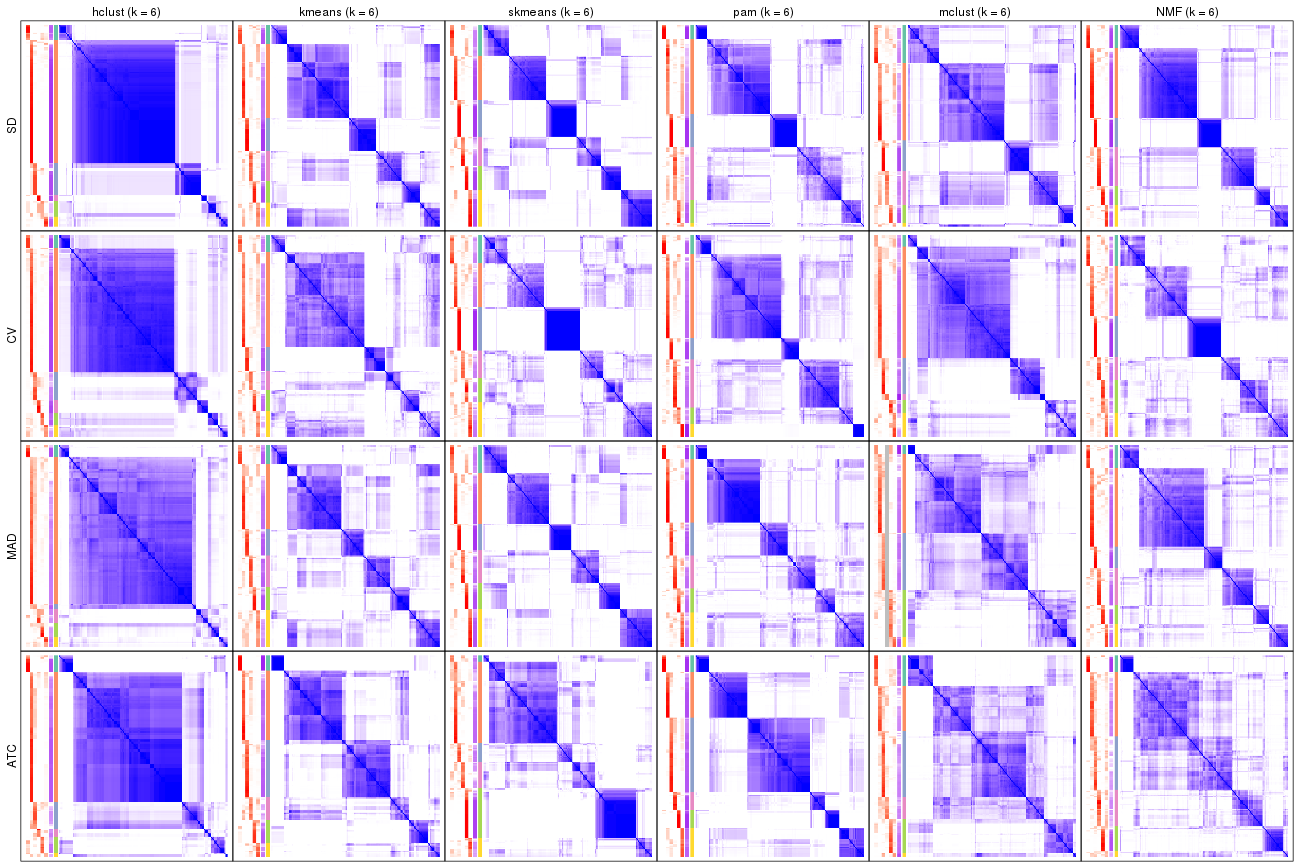 hclust (k = 6) kmeans (k = 6) skmeans (k = 6) pam (k = 6) mclust (k = 6) NMF (k = 6)
SD
CV
MAD
ATC